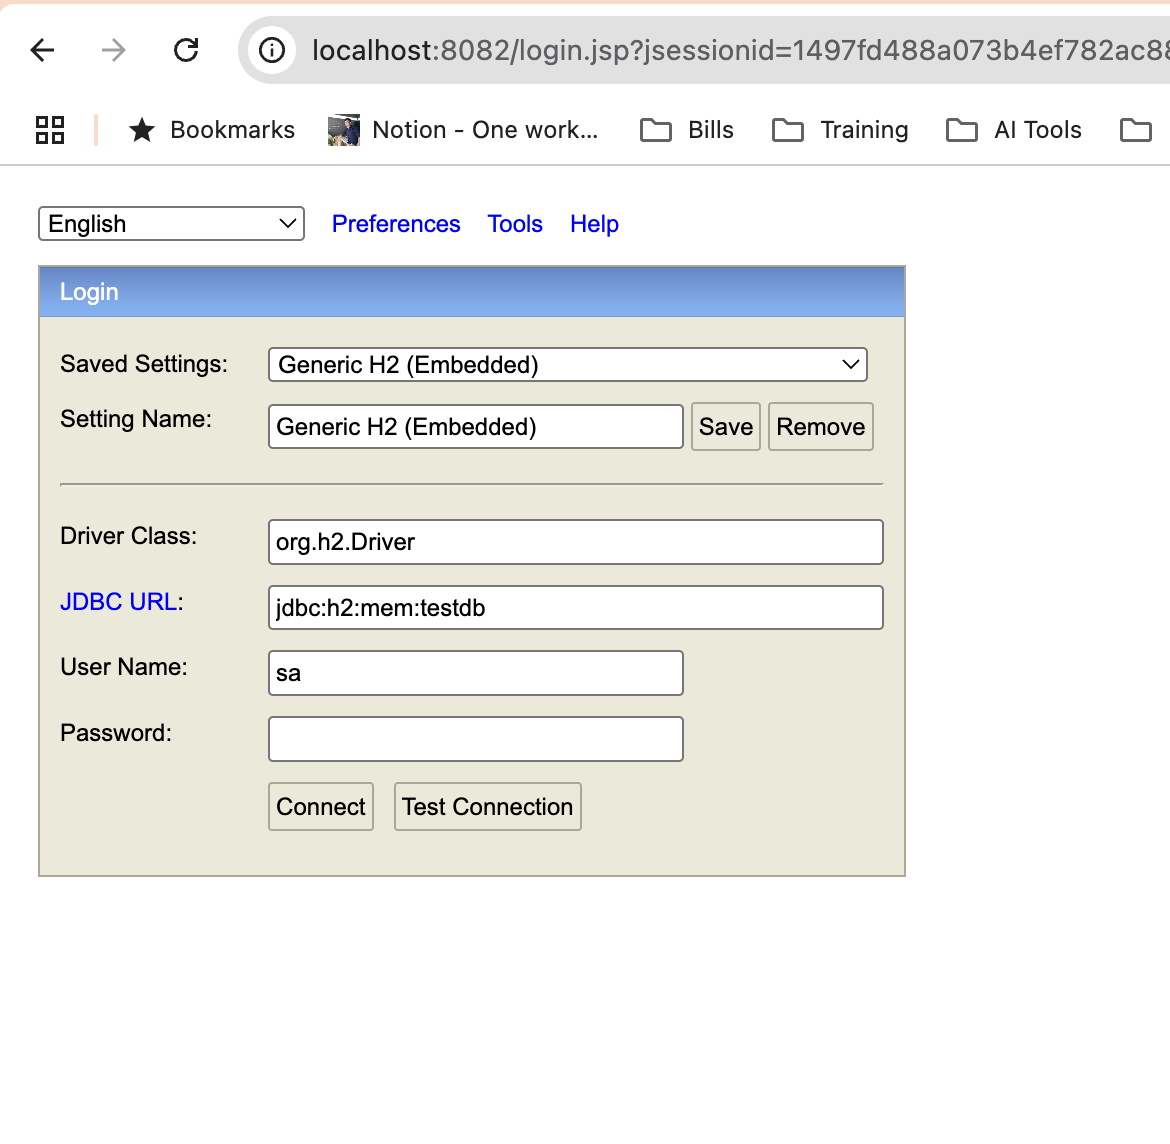 localhost:8082/login.jsp?jsessionid=1497fd488a073b4ef782ac88
Bookmarks Notion - One work... Bills Training AI Tools
English Preferences Tools Help
Login
Saved Settings: Generic H2 (Embedded)
Setting Name: Generic H2 (Embedded) Save Remove
Driver Class: org.h2.Driver
JDBC URL: jdbc:h2:mem:testdb
User Name: sa
Password:
Connect Test Connection